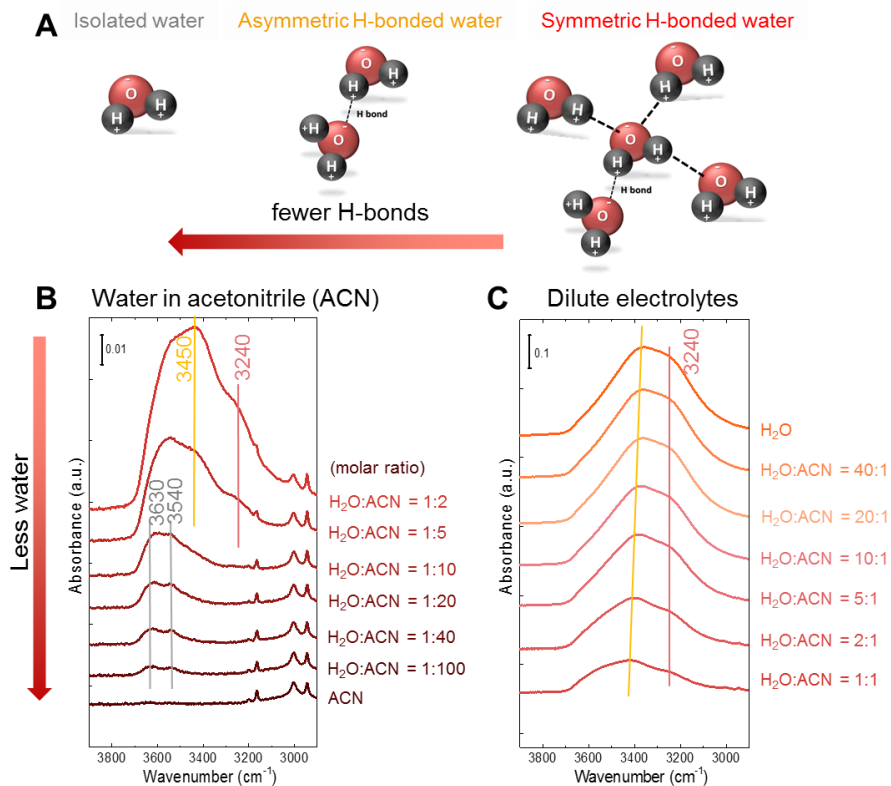 A
Isolated water
Asymmetric H-bonded water
Symmetric H-bonded water
O
H
+
H
+
O
-
H
+
H
+
H bond
+H
O
-
H
+
O
-
H
+
H
+
O
-
H
+
H
+
O
H
+
H
+
O
-
H
+
H
+
H bond
+H
O
-
H
+
fewer H-bonds
B
Water in acetonitrile (ACN)
Less water
Absorbance (a.u.)
0.01
3450
3240
3630
3540
(molar ratio)
H₂O:ACN = 1:2
H₂O:ACN = 1:5
H₂O:ACN = 1:10
H₂O:ACN = 1:20
H₂O:ACN = 1:40
H₂O:ACN = 1:100
ACN
3800 3600 3400 3200 3000
Wavenumber (cm⁻¹)
C
Dilute electrolytes
Absorbance (a.u.)
0.1
3240
H₂O
H₂O:ACN = 40:1
H₂O:ACN = 20:1
H₂O:ACN = 10:1
H₂O:ACN = 5:1
H₂O:ACN = 2:1
H₂O:ACN = 1:1
3800 3600 3400 3200 3000
Wavenumber (cm⁻¹)